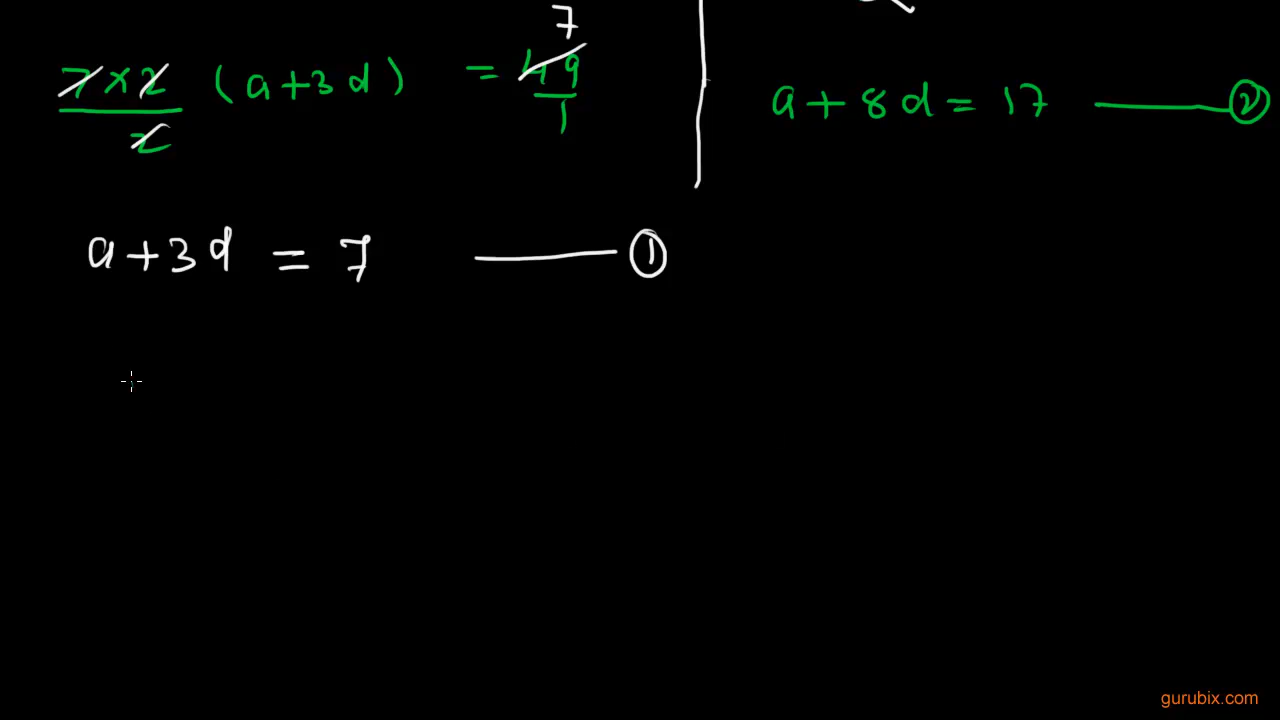 7×2/2 (a+3d) = 49/1
7
a+8d=17 ——— ②
a+3d = 7 ——— ①
gurubix.com